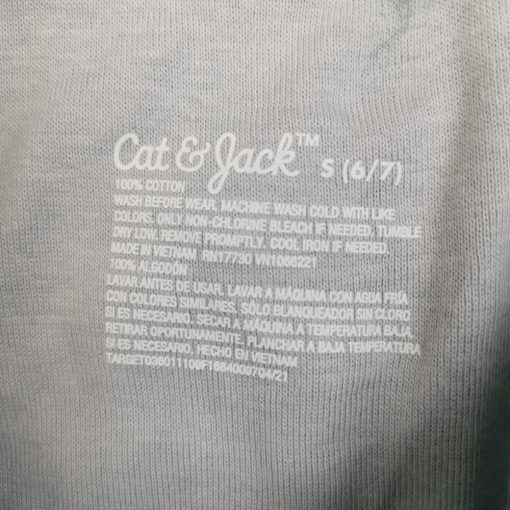 Cat & Jack™ S (6/7)
100% COTTON
WASH BEFORE WEAR. MACHINE WASH COLD WITH LIKE
COLORS. ONLY NON-CHLORINE BLEACH IF NEEDED. TUMBLE
DRY LOW. REMOVE PROMPTLY. COOL IRON IF NEEDED.
MADE IN VIETNAM RN17730
100% ALGODÓN
LAVAR ANTES DE USAR. LAVAR A MÁQUINA CON AGUA FRÍA
CON COLORES SIMILARES. SÓLO BLANQUEADOR SIN CLORO
SI ES NECESARIO. SECAR A MÁQUINA A TEMPERATURA BAJA.
RETIRAR OPORTUNAMENTE. PLANCHAR A BAJA TEMPERATURA
SI ES NECESARIO. HECHO EN VIETNAM